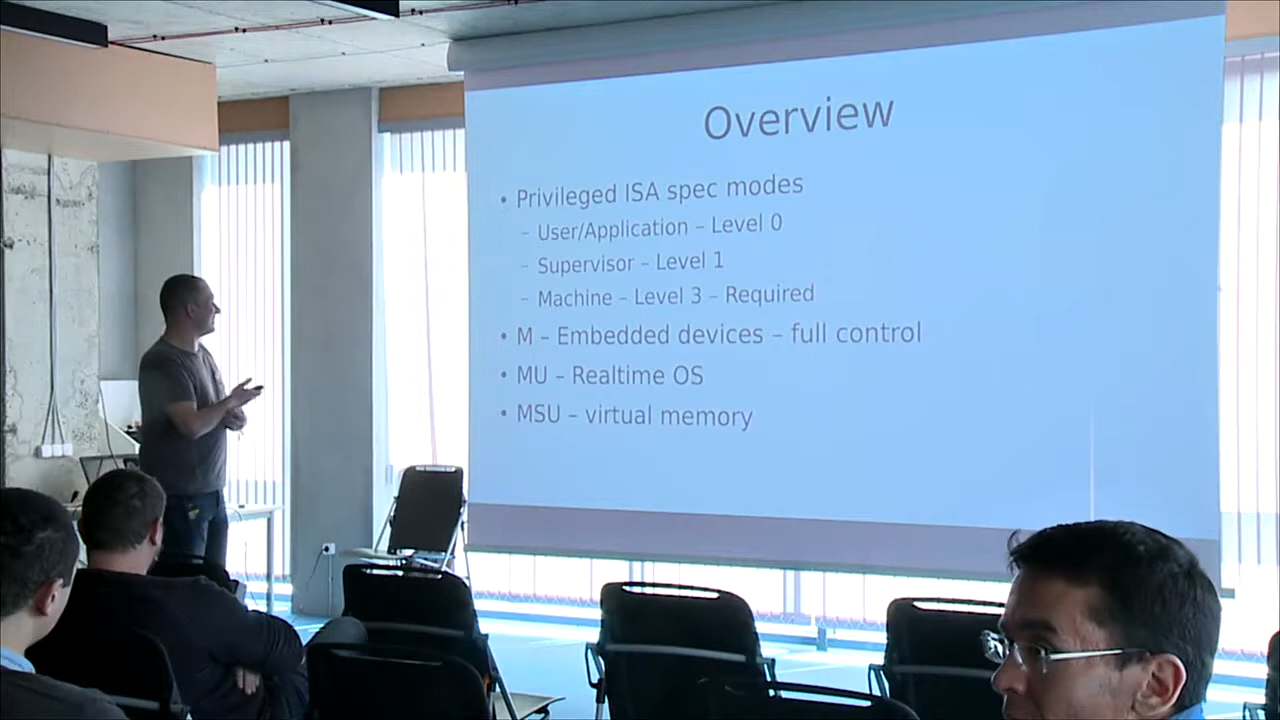 Overview
• Privileged ISA spec modes
– User/Application – Level 0
– Supervisor – Level 1
– Machine – Level 3 – Required
• M – Embedded devices – full control
• MU – Realtime OS
• MSU – virtual memory